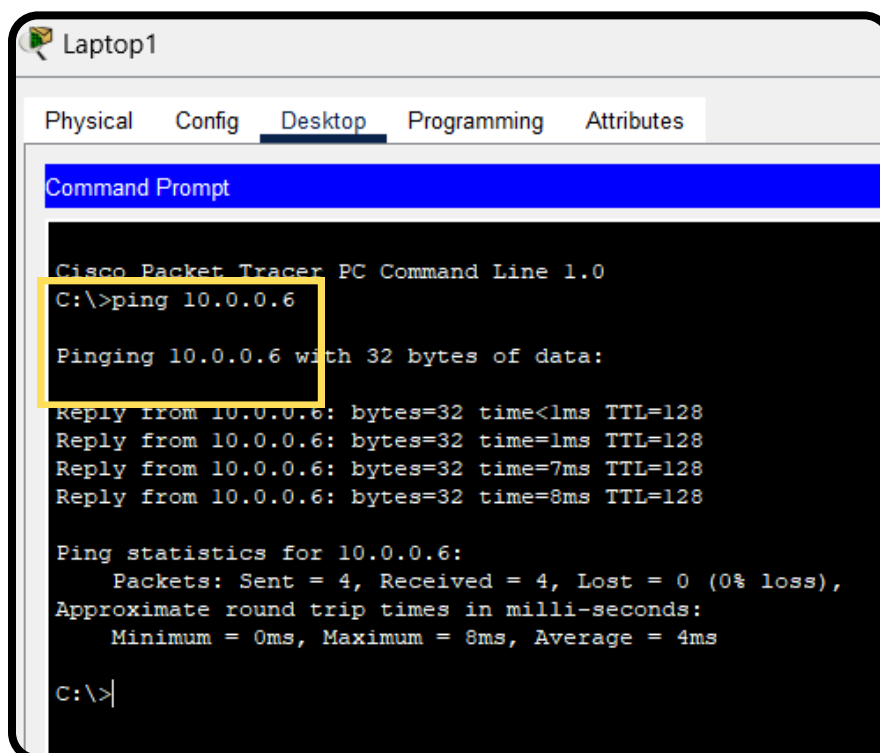 Laptop1
Physical Config Desktop Programming Attributes
Command Prompt
Cisco Packet Tracer PC Command Line 1.0
C:\>ping 10.0.0.6
Pinging 10.0.0.6 with 32 bytes of data:
Reply from 10.0.0.6: bytes=32 time<1ms TTL=128
Reply from 10.0.0.6: bytes=32 time=1ms TTL=128
Reply from 10.0.0.6: bytes=32 time=7ms TTL=128
Reply from 10.0.0.6: bytes=32 time=8ms TTL=128
Ping statistics for 10.0.0.6:
Packets: Sent = 4, Received = 4, Lost = 0 (0% loss),
Approximate round trip times in milli-seconds:
Minimum = 0ms, Maximum = 8ms, Average = 4ms
C:\>